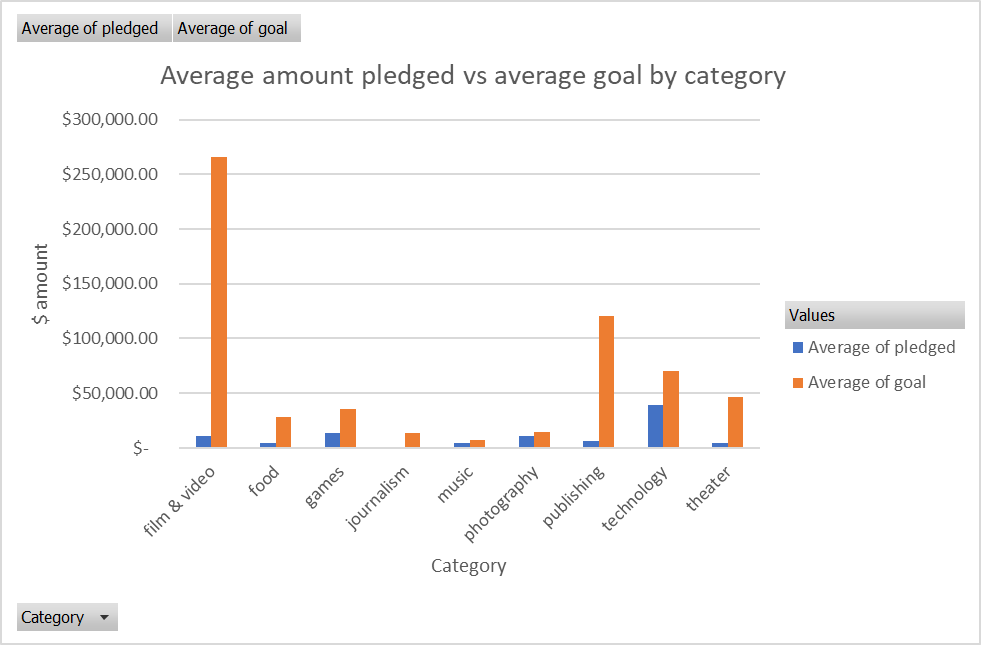 Average of pledged Average of goal
Average amount pledged vs average goal by category
$300,000.00
$250,000.00
$200,000.00
$150,000.00
$100,000.00
$50,000.00
$-
$ amount
film & video
food
games
journalism
music
photography
publishing
technology
theater
Category
Values
Average of pledged
Average of goal
Category